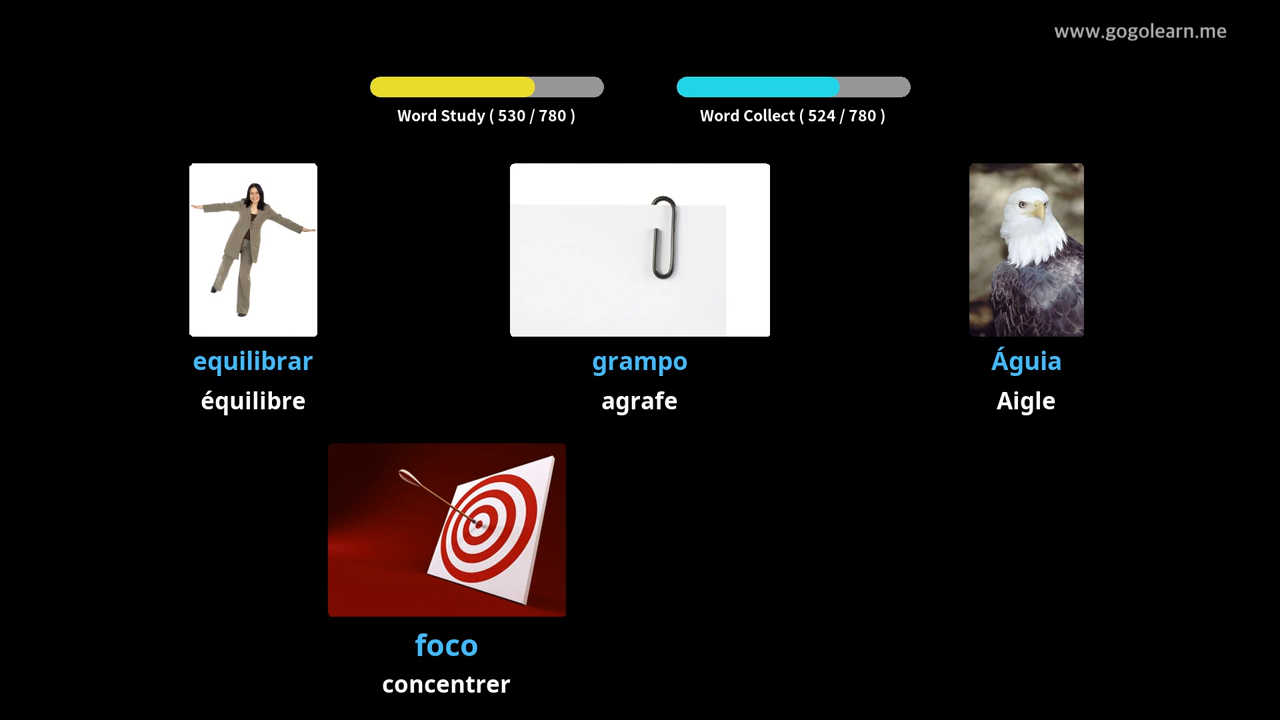 www.gogolearn.me
Word Study ( 530 / 780 )
Word Collect ( 524 / 780 )
equilibrar
équilibre
grampo
agrafe
Águia
Aigle
foco
concentrer